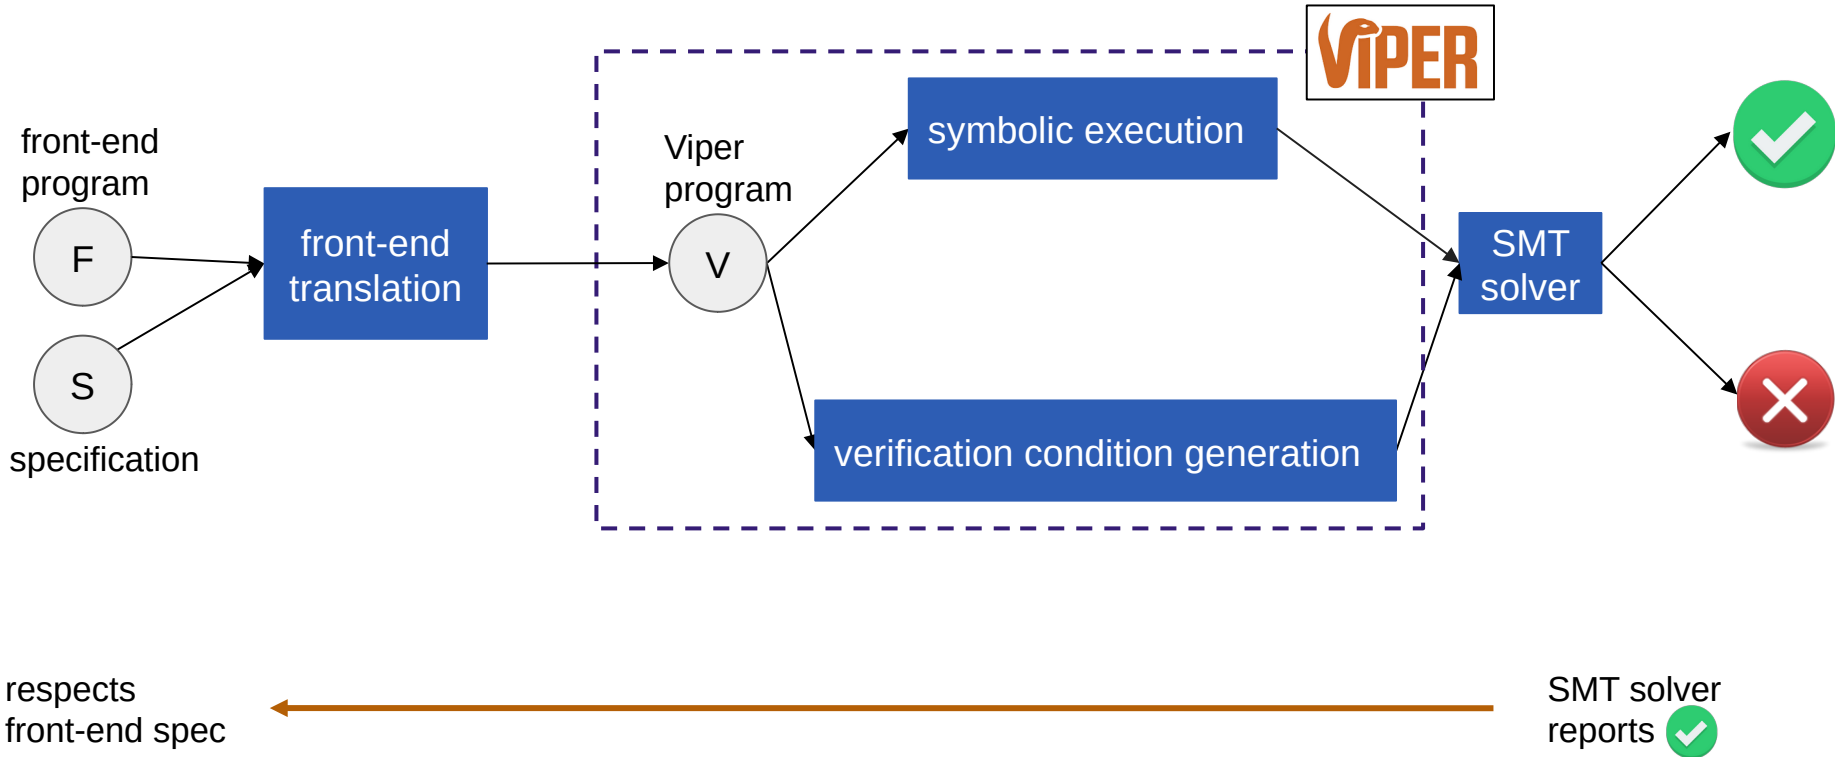 VIPER
front-end
program
F
S
specification
front-end
translation
Viper
program
V
symbolic execution
verification condition generation
SMT
solver
respects
front-end spec
SMT solver
reports